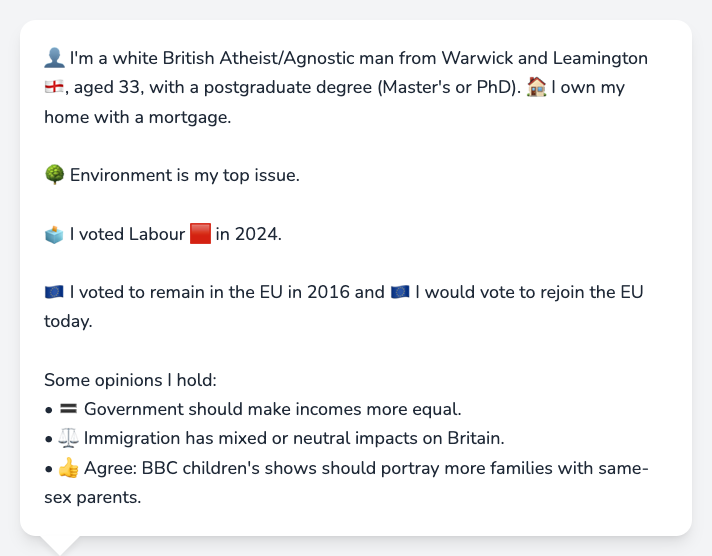 👤 I'm a white British Atheist/Agnostic man from Warwick and Leamington
🏴󠁧󠁢󠁥󠁮󠁧󠁿, aged 33, with a postgraduate degree (Master's or PhD). 🏠 I own my
home with a mortgage.
🌳 Environment is my top issue.
🗳️ I voted Labour 🟥 in 2024.
🇪🇺 I voted to remain in the EU in 2016 and 🇪🇺 I would vote to rejoin the EU
today.
Some opinions I hold:
• 🟰 Government should make incomes more equal.
• ⚖️ Immigration has mixed or neutral impacts on Britain.
• 👍 Agree: BBC children's shows should portray more families with same-
sex parents.